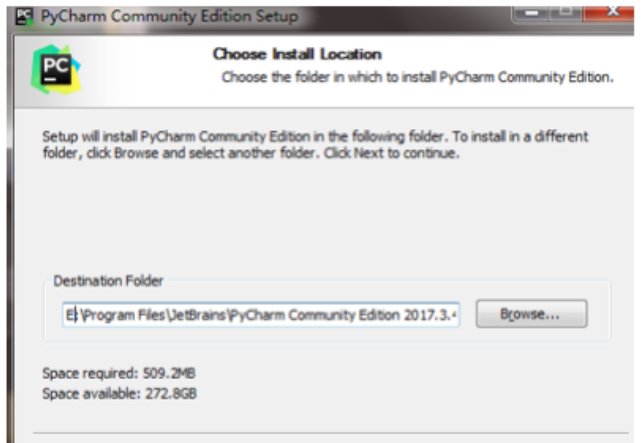 PyCharm Community Edition Setup
PC
Choose Install Location
Choose the folder in which to install PyCharm Community Edition.
Setup will install PyCharm Community Edition in the following folder. To install in a different
folder, click Browse and select another folder. Click Next to continue.
Destination Folder
E:\Program Files\JetBrains\PyCharm Community Edition 2017.3.4
Browse...
Space required: 509.2MB
Space available: 272.8GB